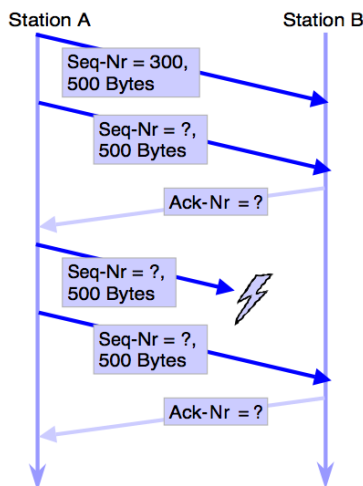 Station A
Station B
Seq-Nr = 300,
500 Bytes
Seq-Nr = ?,
500 Bytes
Ack-Nr = ?
Seq-Nr = ?,
500 Bytes
Seq-Nr = ?,
500 Bytes
Ack-Nr = ?